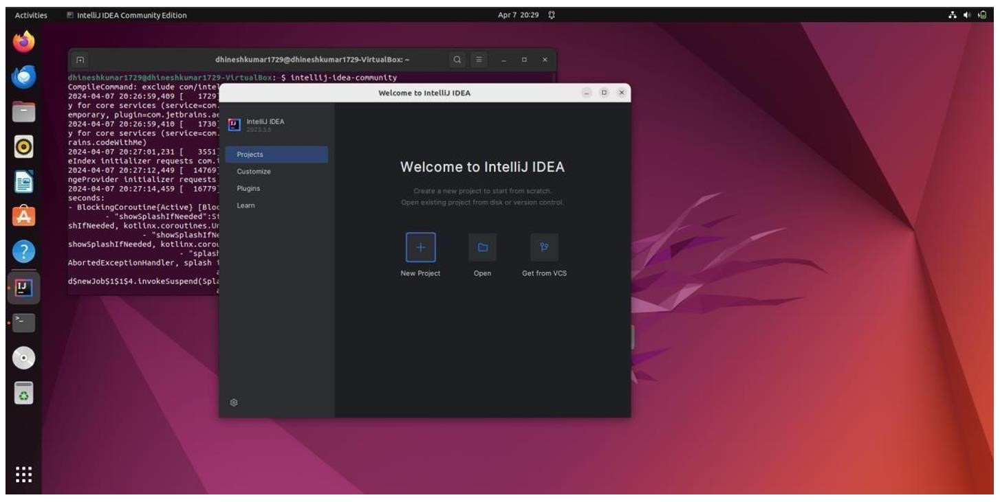 Activities
IntelliJ IDEA Community Edition
Apr 7 20:29
dhineshkumar1729@dhineshkumar1729-VirtualBox: ~
dhineshkumar1729@dhineshkumar1729-VirtualBox:~$ intellij-idea-community
CompileCommand: exclude com/intel
2024-04-07 20:26:59,409 [ 1729]
y for core services (service=com.
emporary, plugin=com.jetbrains.ae
2024-04-07 20:26:59,410 [ 1730]
y for core services (service=com.
rains.codeWithMe)
2024-04-07 20:27:01,231 [ 3551]
eIndex initializer requests com.i
2024-04-07 20:27:12,449 [ 14769]
ngeProvider initializer requests
2024-04-07 20:27:14,459 [ 16779]
seconds:
- BlockingCoroutine{Active} [Bloc
- "showSplashIfNeeded":St
shIfNeeded, kotlinx.coroutines.Un
- "showSplashIfNe
showSplashIfNeeded, kotlinx.corou
- "splash
AbortedExceptionHandler, splash i
a
d$newJob$1$1$4.invokeSuspend(Spla
a
Welcome to IntelliJ IDEA
IntelliJ IDEA
2023.3.6
Projects
Customize
Plugins
Learn
Welcome to IntelliJ IDEA
Create a new project to start from scratch.
Open existing project from disk or version control.
New Project
Open
Get from VCS